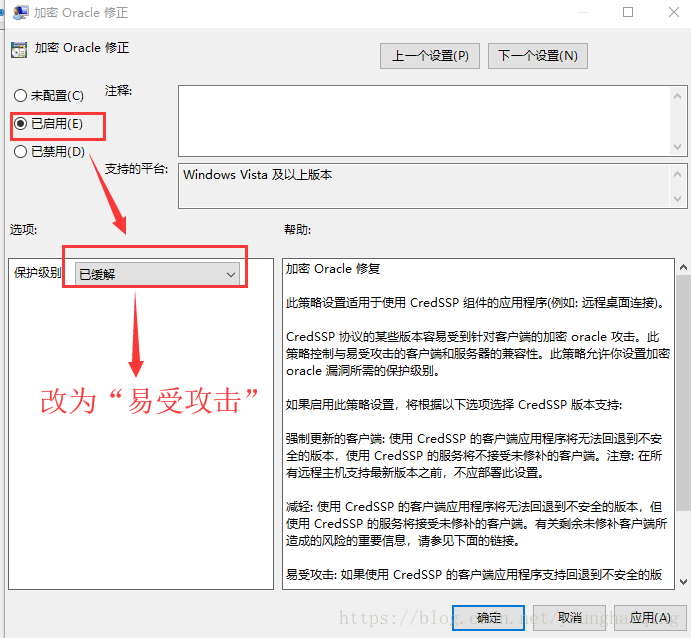 加密 Oracle 修正
加密 Oracle 修正
上一个设置(P)
下一个设置(N)
未配置(C)
注释:
已启用(E)
已禁用(D)
支持的平台:
Windows Vista 及以上版本
选项:
帮助:
保护级别
已缓解
改为“易受攻击”
加密 Oracle 修复
此策略设置适用于使用 CredSSP 组件的应用程序(例如: 远程桌面连接)。
CredSSP 协议的某些版本容易受到针对客户端的加密 oracle 攻击。此
策略控制与易受攻击的客户端和服务器的兼容性。此策略允许你设置加密
oracle 漏洞所需的保护级别。
如果启用此策略设置，将根据以下选项选择 CredSSP 版本支持:
强制更新的客户端: 使用 CredSSP 的客户端应用程序将无法回退到不安
全的版本，使用 CredSSP 的服务将不接受未修补的客户端。注意: 在所
有远程主机支持最新版本之前，不应部署此设置。
减轻: 使用 CredSSP 的客户端应用程序将无法回退到不安全的版本，但
使用 CredSSP 的服务将接受未修补的客户端。有关剩余未修补客户端所
造成的风险的重要信息，请参见下面的链接。
易受攻击: 如果使用 CredSSP 的客户端应用程序支持回退到不安全的版
确定
取消
应用(A)